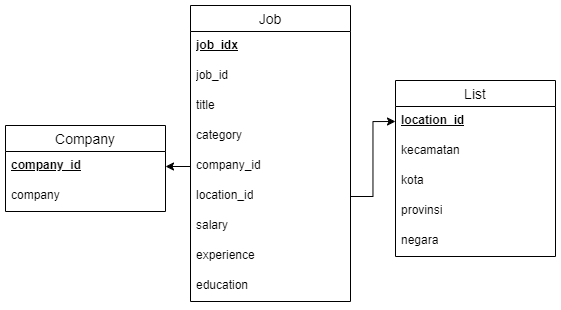 Job
job_idx
job_id
title
category
company_id
location_id
salary
experience
education
Company
company_id
company
List
location_id
kecamatan
kota
provinsi
negara